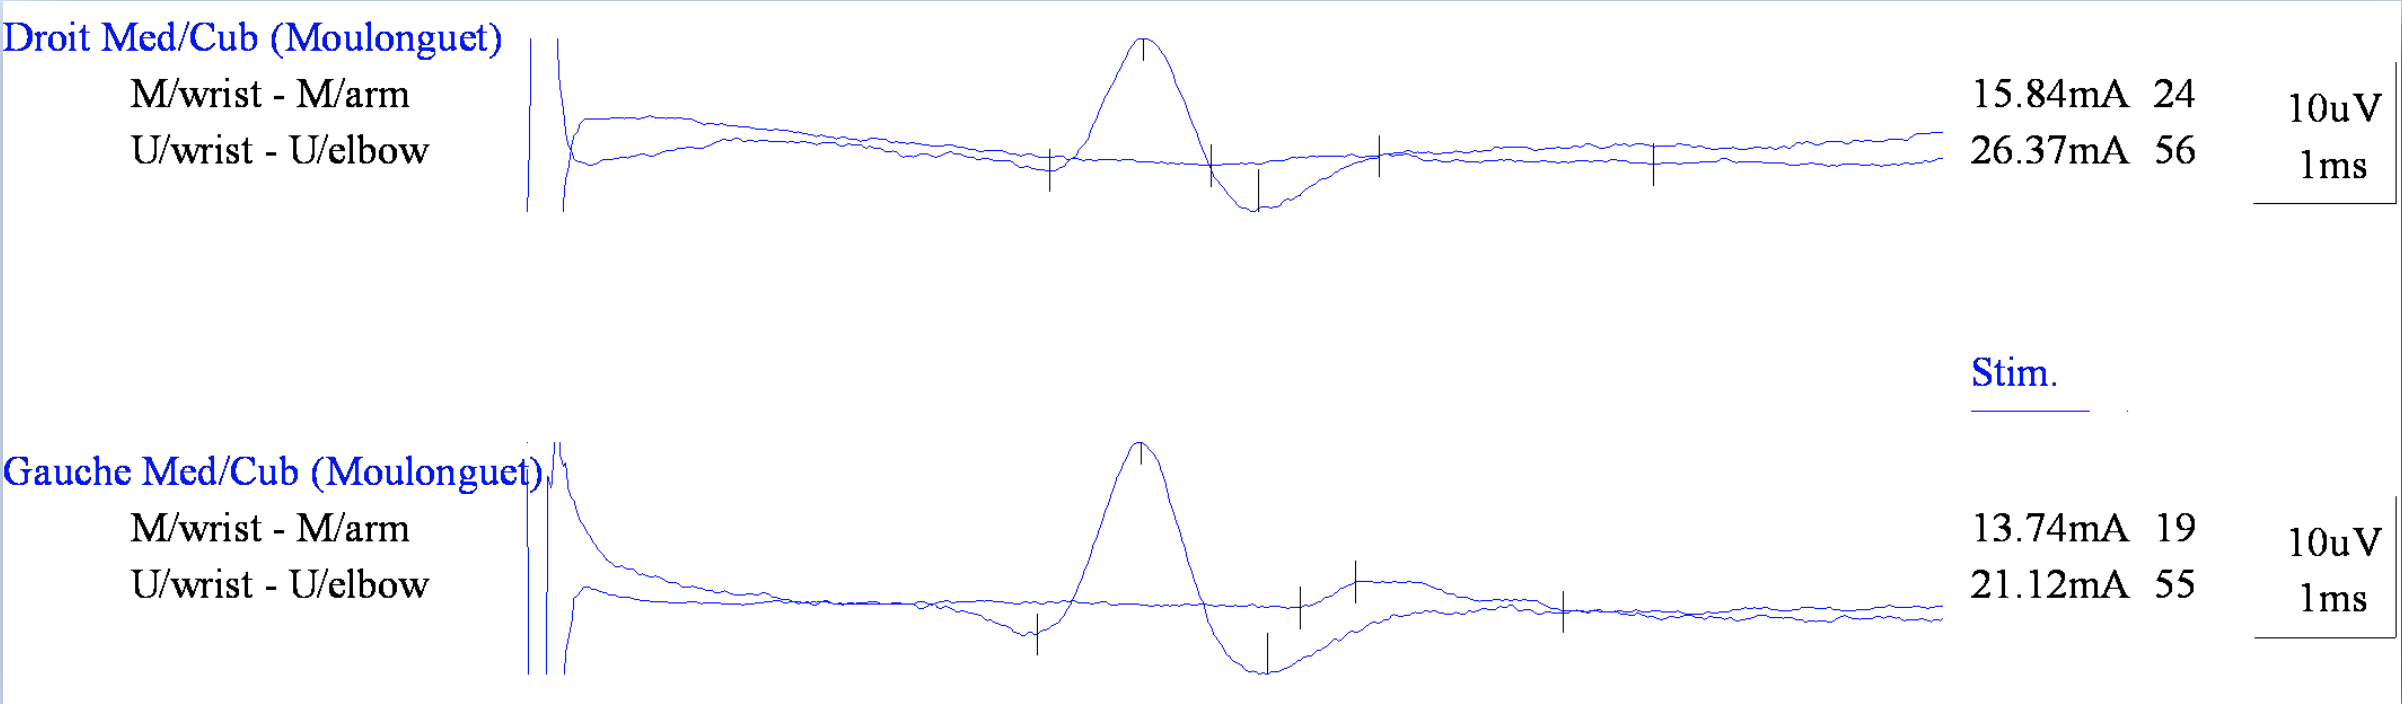 Droit Med/Cub (Moulonguet)
M/wrist - M/arm 15.84mA 24 10uV
U/wrist - U/elbow 26.37mA 56 1ms
Stim.
Gauche Med/Cub (Moulonguet)
M/wrist - M/arm 13.74mA 19 10uV
U/wrist - U/elbow 21.12mA 55 1ms